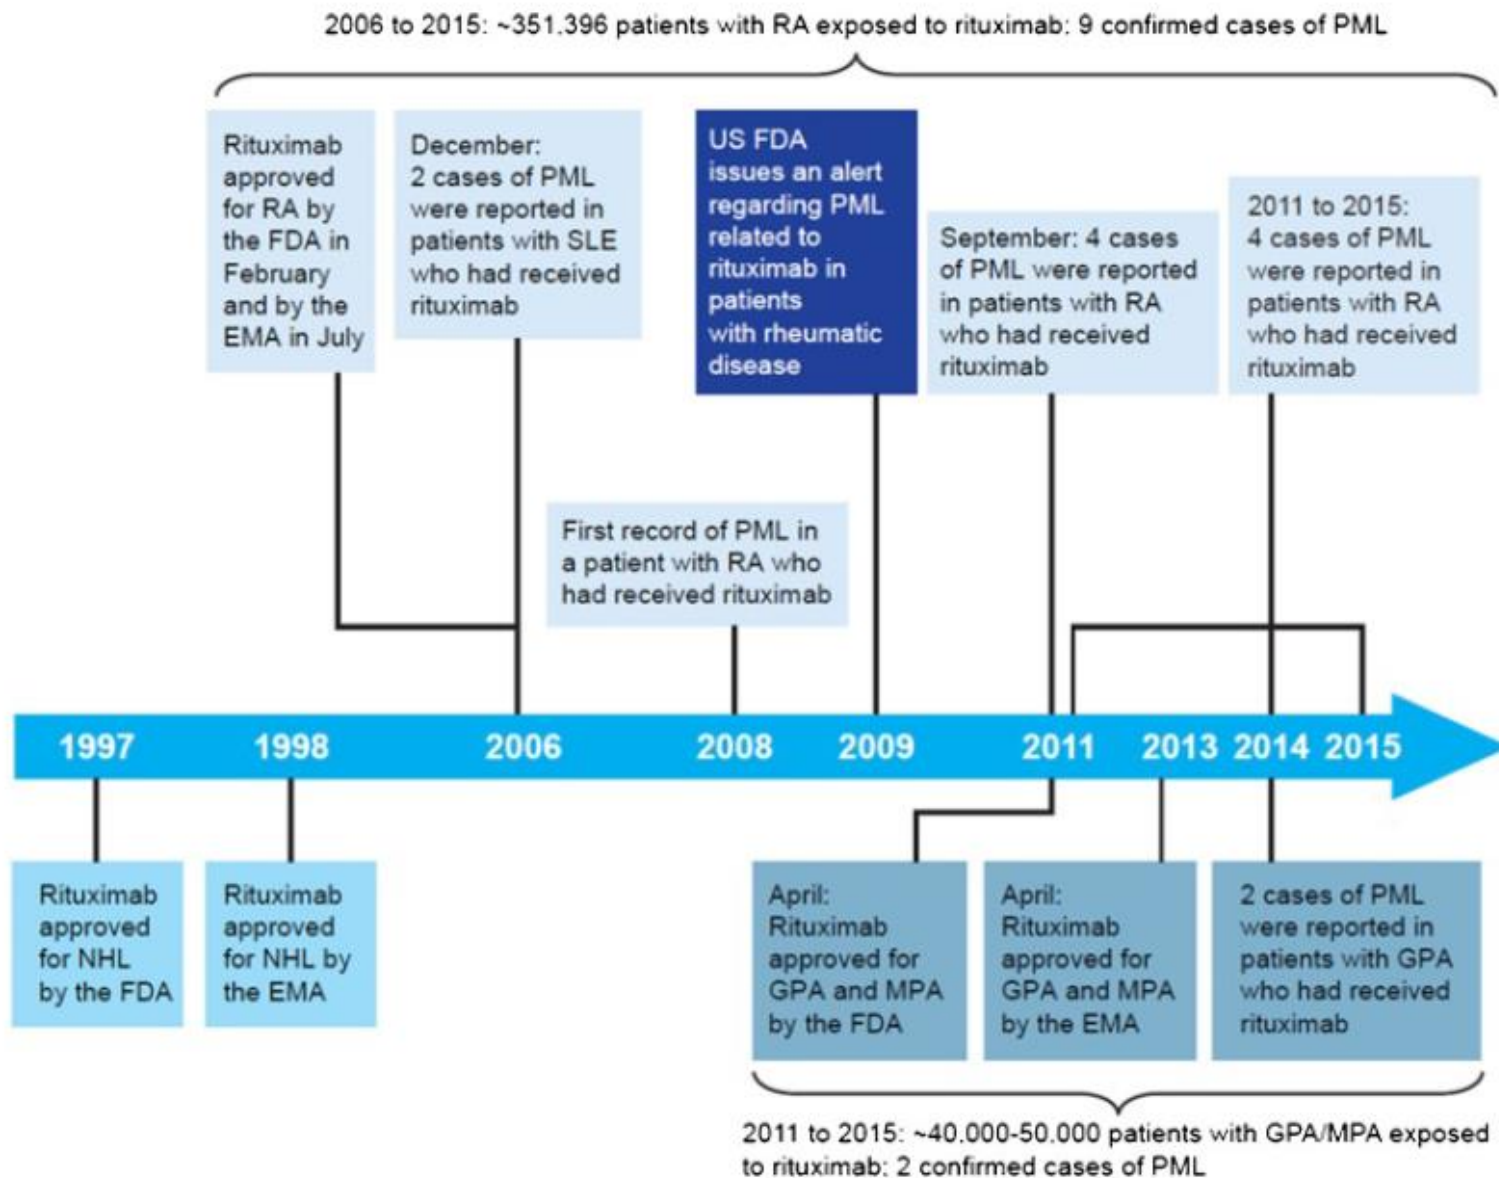 2006 to 2015: ~351.396 patients with RA exposed to rituximab: 9 confirmed cases of PML
Rituximab
approved
for RA by
the FDA in
February
and by the
EMA in July
December:
2 cases of PML
were reported in
patients with SLE
who had received
rituximab
US FDA
issues an alert
regarding PML
related to
rituximab in
patients
with rheumatic
disease
September: 4 cases
of PML were reported
in patients with RA
who had received
rituximab
2011 to 2015:
4 cases of PML
were reported in
patients with RA
who had received
rituximab
First record of PML in
a patient with RA who
had received rituximab
1997 1998 2006 2008 2009 2011 2013 2014 2015
Rituximab
approved
for NHL
by the FDA
Rituximab
approved
for NHL by
the EMA
April:
Rituximab
approved for
GPA and MPA
by the FDA
April:
Rituximab
approved for
GPA and MPA
by the EMA
2 cases of PML
were reported in
patients with GPA
who had received
rituximab
2011 to 2015: ~40.000-50.000 patients with GPA/MPA exposed
to rituximab: 2 confirmed cases of PML